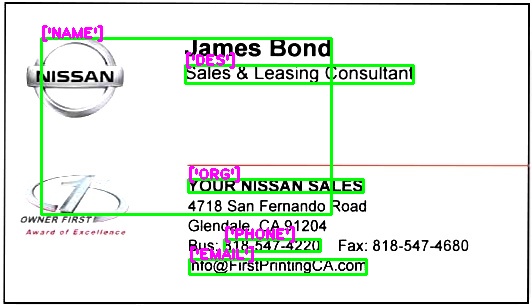 ['NAME']
James Bond
['DES']
Sales & Leasing Consultant
NISSAN
['ORG']
YOUR NISSAN SALES
4718 San Fernando Road
Glendale, CA 91204
['PHONE']
Bus: 818-547-4220 Fax: 818-547-4680
['EMAIL']
info@FirstPrintingCA.com
1
OWNER FIRST
Award of Excellence